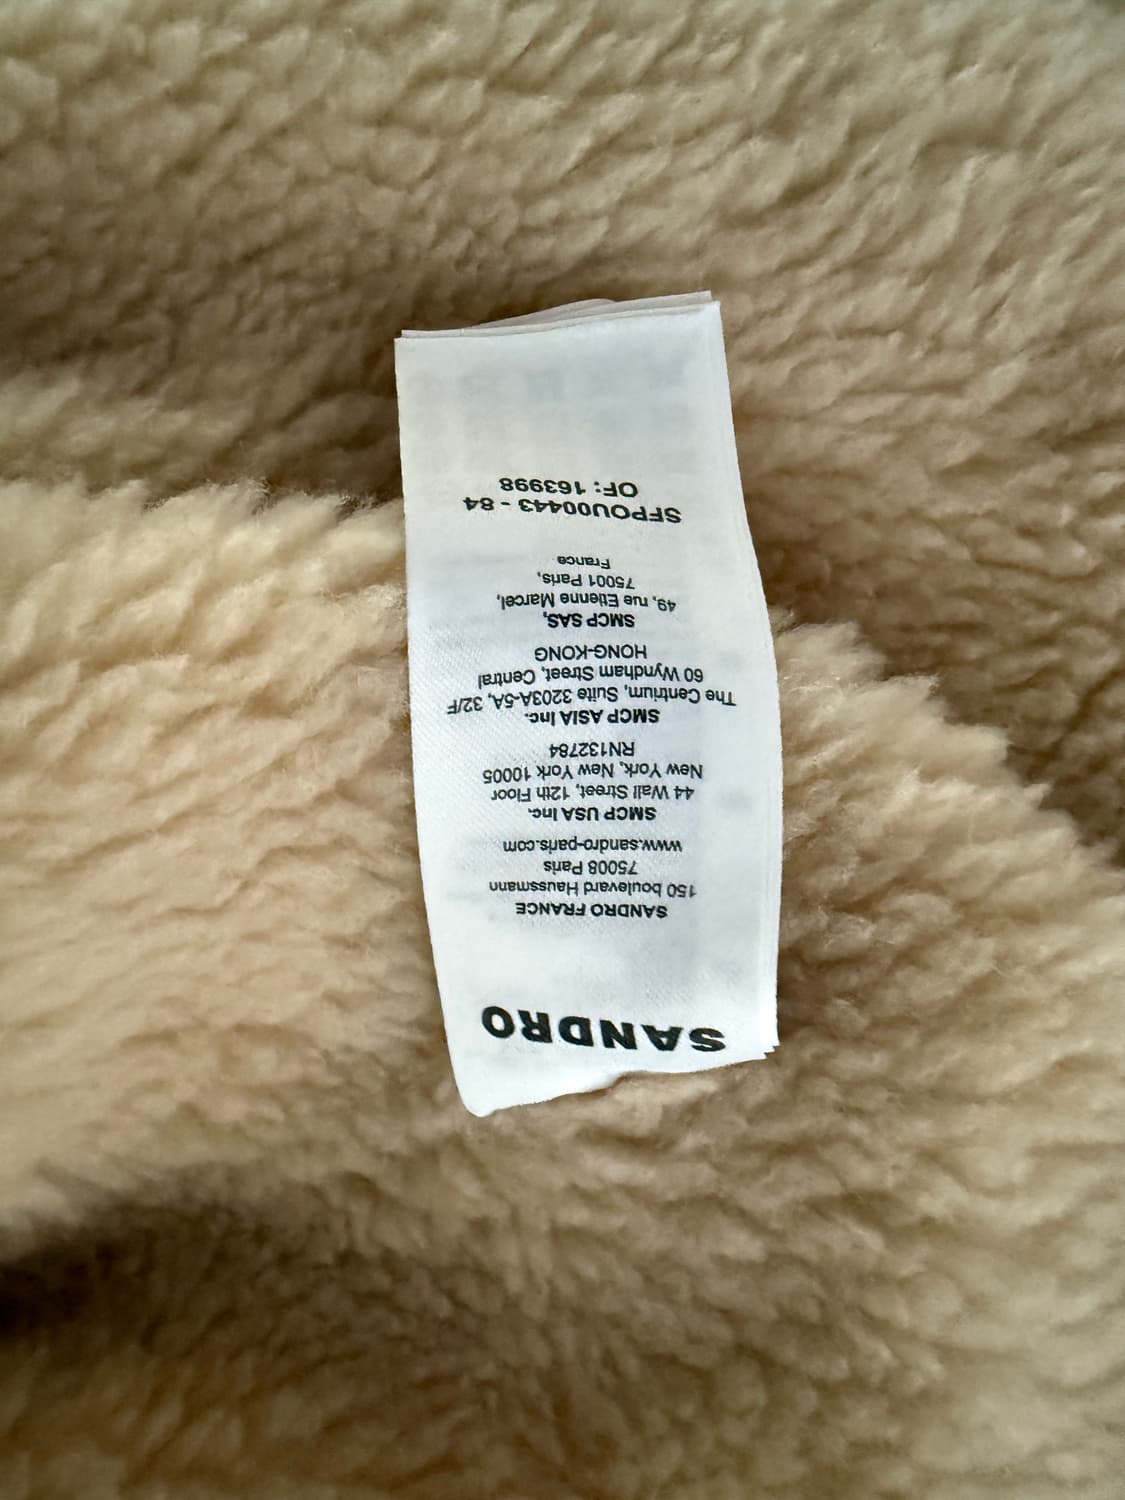 SANDRO
SANDRO FRANCE
150 boulevard Haussmann
75008 Paris
www.sandro-paris.com
SMCP USA Inc.
44 Wall Street, 12th Floor
New York, New York 10005
RN132784
SMCP ASIA Inc.
The Centrium, Suite 3203A-5A, 32/F
60 Wyndham Street, Central
HONG-KONG
SMCP SAS,
49, rue Etienne Marcel,
75001 Paris,
France
SFPOU00443 - 84
OF: 163998